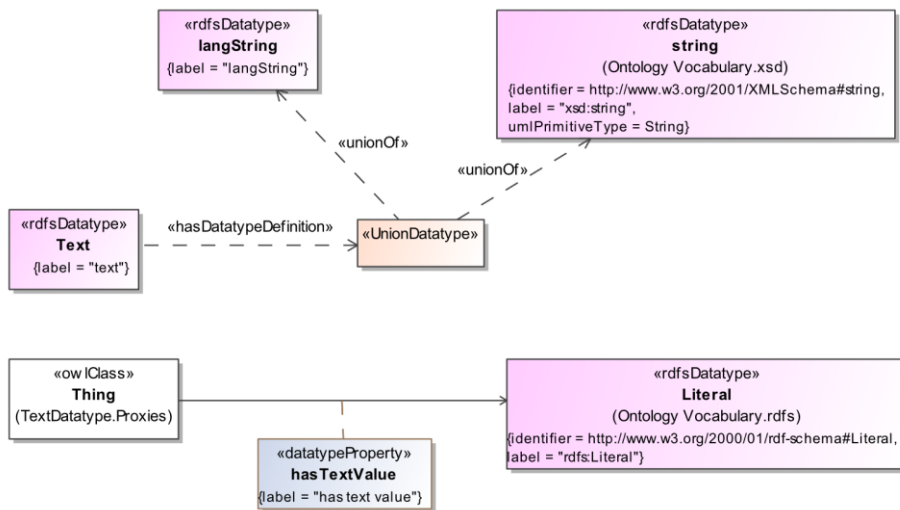 «rdfsDatatype»
langString
{label = "langString"}
«rdfsDatatype»
string
(Ontology Vocabulary.xsd)
{identifier = http://www.w3.org/2001/XMLSchema#string,
label = "xsd:string",
umlPrimitiveType = String}
«unionOf»
«unionOf»
«rdfsDatatype»
Text
{label = "text"}
«hasDatatypeDefinition»
«UnionDatatype»
«owlClass»
Thing
(TextDatatype.Proxies)
«rdfsDatatype»
Literal
(Ontology Vocabulary.rdfs)
{identifier = http://www.w3.org/2000/01/rdf-schema#Literal,
label = "rdfs:Literal"}
«datatypeProperty»
hasTextValue
{label = "has text value"}